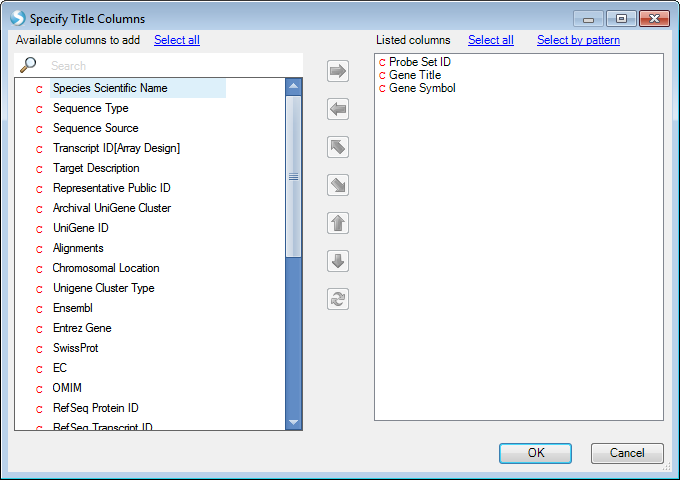 Specify Title Columns
Available columns to add Select all
Listed columns Select all Select by pattern
Search
C Species Scientific Name
C Sequence Type
C Sequence Source
C Transcript ID[Array Design]
C Target Description
C Representative Public ID
C Archival UniGene Cluster
C UniGene ID
C Alignments
C Chromosomal Location
C Unigene Cluster Type
C Ensembl
C Entrez Gene
C SwissProt
C EC
C OMIM
C RefSeq Protein ID
C RefSeq Transcript ID
C Probe Set ID
C Gene Title
C Gene Symbol
OK Cancel